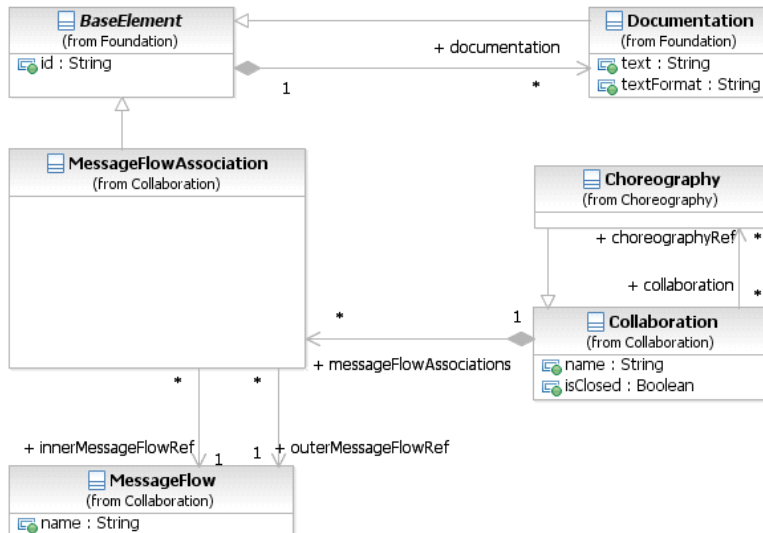 BaseElement
(from Foundation)
id : String
Documentation
(from Foundation)
text : String
textFormat : String
+ documentation
1
*
MessageFlowAssociation
(from Collaboration)
Choreography
(from Choreography)
+ choreographyRef
*
+ collaboration
*
*
1
+ messageFlowAssociations
Collaboration
(from Collaboration)
name : String
isClosed : Boolean
*
*
+ innerMessageFlowRef
1
1
+ outerMessageFlowRef
MessageFlow
(from Collaboration)
name : String